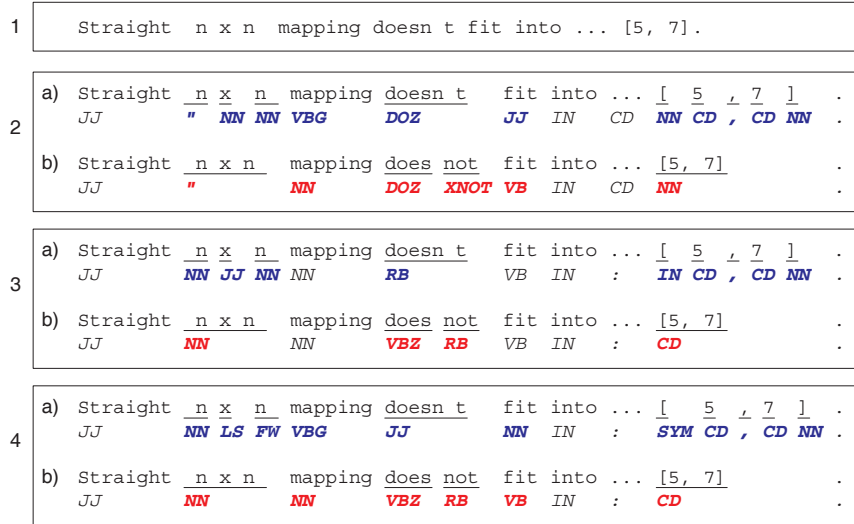 1 Straight n x n mapping doesn t fit into ... [5, 7].
2
a) Straight n x n mapping doesn t fit into ... [ 5 , 7 ] .
JJ " NN NN VBG DOZ JJ IN CD NN CD , CD NN .
b) Straight n x n mapping does not fit into ... [5, 7] .
JJ " NN DOZ XNOT VB IN CD NN .
3
a) Straight n x n mapping doesn t fit into ... [ 5 , 7 ] .
JJ NN JJ NN NN RB VB IN : IN CD , CD NN .
b) Straight n x n mapping does not fit into ... [5, 7] .
JJ NN NN VBZ RB VB IN : CD .
4
a) Straight n x n mapping doesn t fit into ... [ 5 , 7 ] .
JJ NN LS FW VBG JJ NN IN : SYM CD , CD NN .
b) Straight n x n mapping does not fit into ... [5, 7] .
JJ NN NN VBZ RB VB IN : CD .